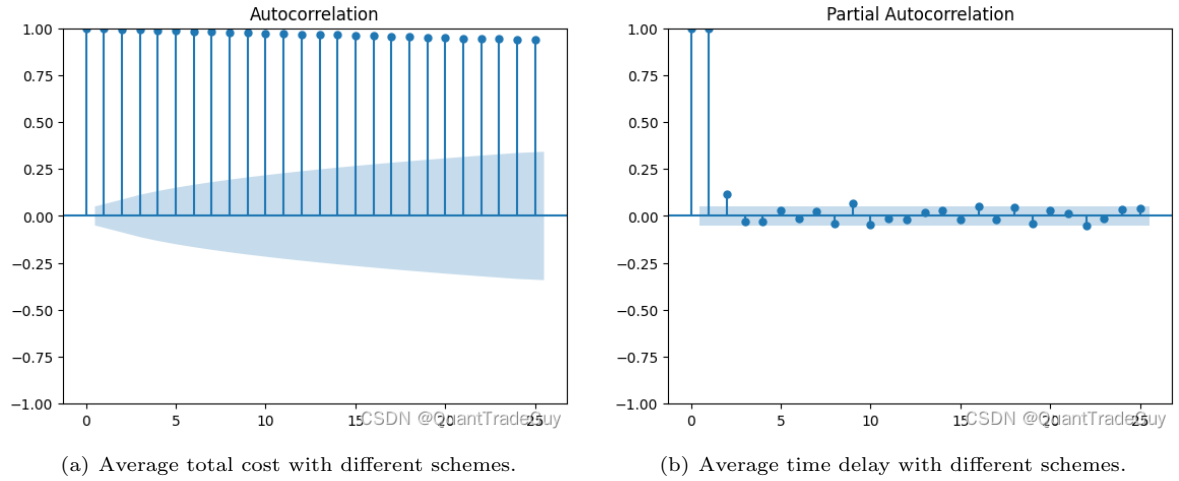 Autocorrelation
1.00
0.75
0.50
0.25
0.00
−0.25
−0.50
−0.75
−1.00
0 5 10 15 20 25
CSDN @QuantTradeGuy
(a) Average total cost with different schemes.
Partial Autocorrelation
1.00
0.75
0.50
0.25
0.00
−0.25
−0.50
−0.75
−1.00
0 5 10 15 20 25
CSDN @QuantTradeGuy
(b) Average time delay with different schemes.